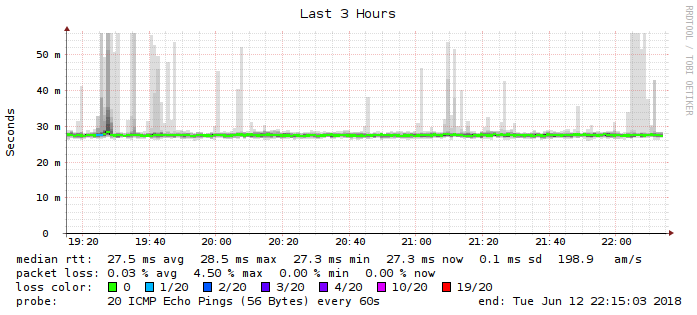 Last 3 Hours
RRDTOOL / TOBI OETIKER
Seconds
50 m
40 m
30 m
20 m
10 m
0
19:20 19:40 20:00 20:20 20:40 21:00 21:20 21:40 22:00
median rtt: 27.5 ms avg 28.5 ms max 27.3 ms min 27.3 ms now 0.1 ms sd 198.9 am/s
packet loss: 0.03 % avg 4.50 % max 0.00 % min 0.00 % now
loss color: 0 1/20 2/20 3/20 4/20 10/20 19/20
probe: 20 ICMP Echo Pings (56 Bytes) every 60s end: Tue Jun 12 22:15:03 2018